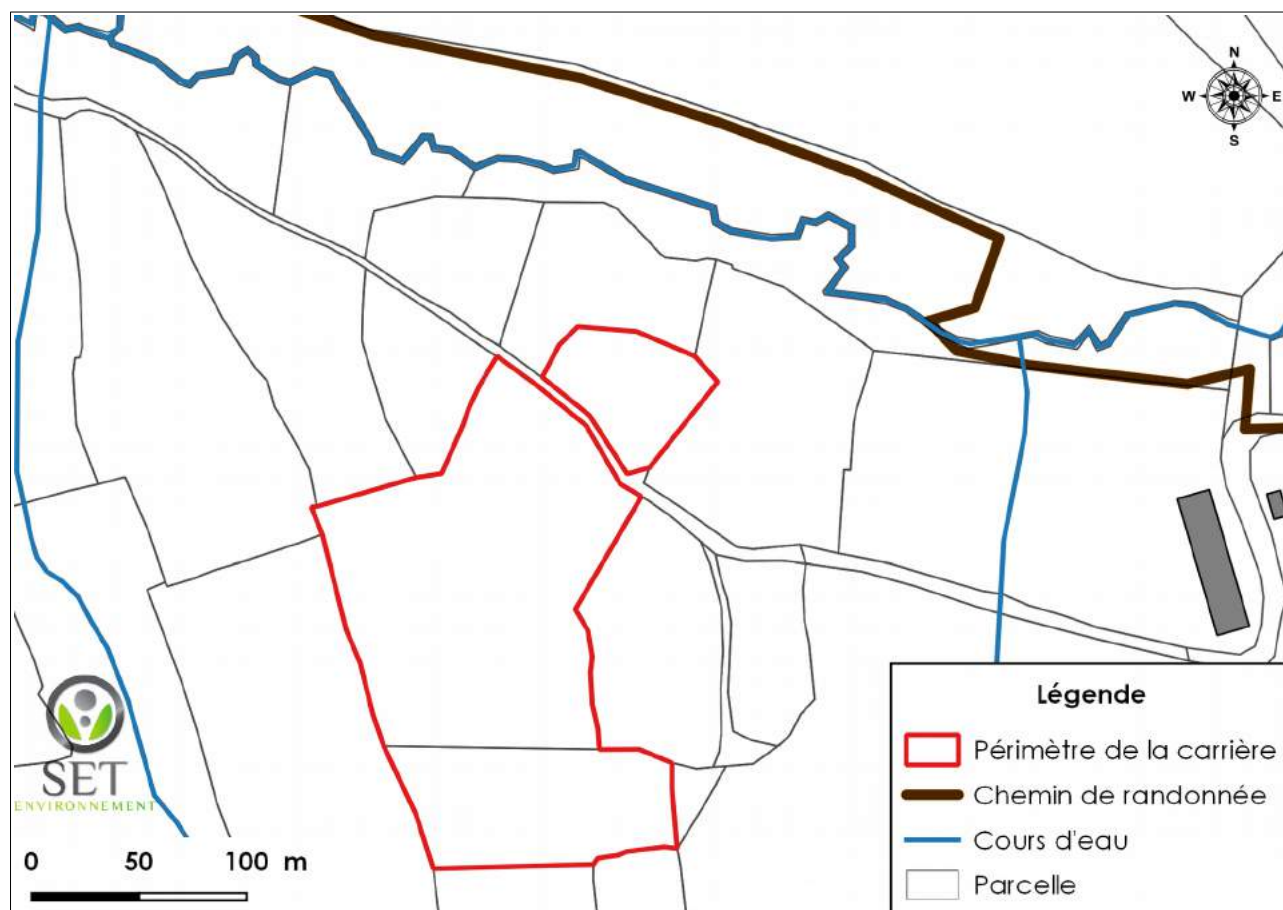 N
W E
S
Légende
Périmètre de la carrière
Chemin de randonnée
Cours d'eau
Parcelle
SET
ENVIRONNEMENT
0 50 100 m